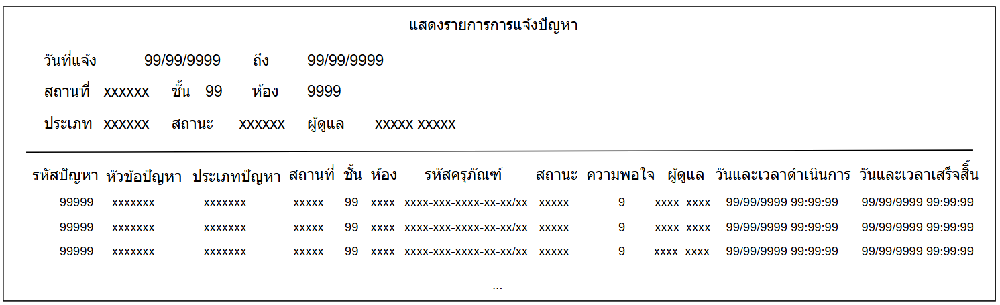 แสดงรายการการแจ้งปัญหา
วันที่แจ้ง 99/99/9999 ถึง 99/99/9999
สถานที่ xxxxxx ชั้น 99 ห้อง 9999
ประเภท xxxxxx สถานะ xxxxxx ผู้ดูแล xxxxx xxxxx
รหัสปัญหา หัวข้อปัญหา ประเภทปัญหา สถานที่ ชั้น ห้อง รหัสครุภัณฑ์ สถานะ ความพอใจ ผู้ดูแล วันและเวลาดำเนินการ วันและเวลาเสร็จสิ้น
99999 xxxxxxx xxxxxxx xxxxx 99 xxxx xxxx-xxx-xxxx-xx-xx/xx xxxxx 9 xxxx xxxx 99/99/9999 99:99:99 99/99/9999 99:99:99
99999 xxxxxxx xxxxxxx xxxxx 99 xxxx xxxx-xxx-xxxx-xx-xx/xx xxxxx 9 xxxx xxxx 99/99/9999 99:99:99 99/99/9999 99:99:99
99999 xxxxxxx xxxxxxx xxxxx 99 xxxx xxxx-xxx-xxxx-xx-xx/xx xxxxx 9 xxxx xxxx 99/99/9999 99:99:99 99/99/9999 99:99:99
...